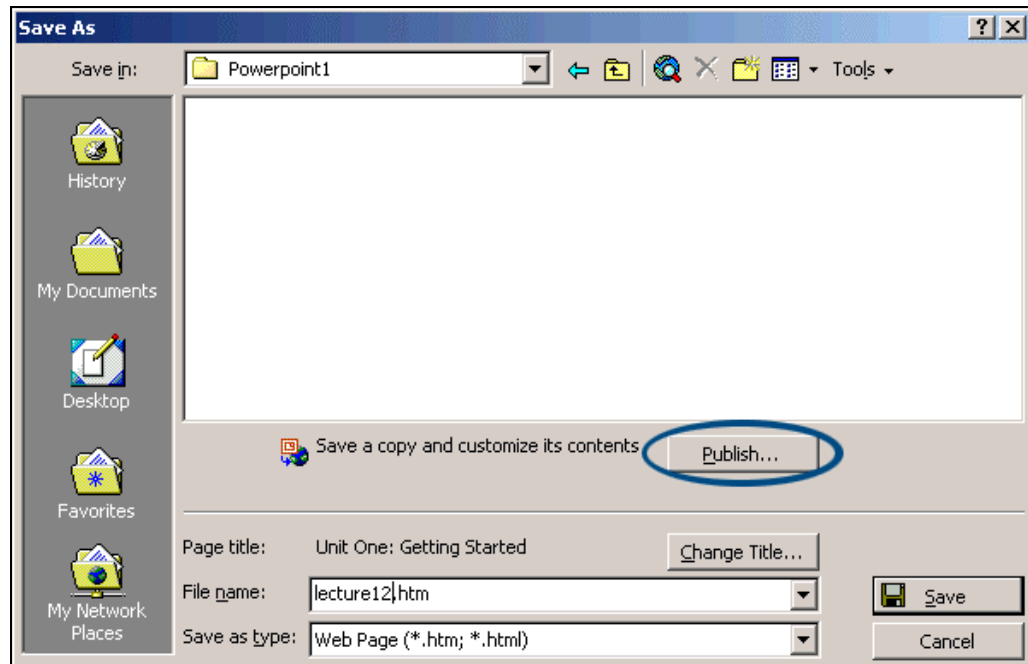 Save As
Save in: Powerpoint1 Tools
History
My Documents
Desktop
Favorites
My Network
Places
Save a copy and customize its contents Publish...
Page title: Unit One: Getting Started Change Title...
File name: lecture12.htm Save
Save as type: Web Page (*.htm; *.html) Cancel